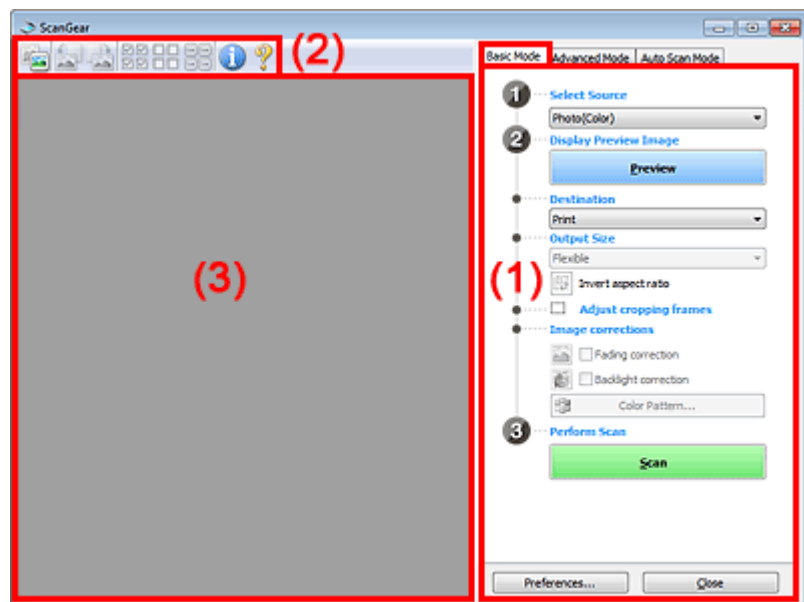 ScanGear
(2)
Basic Mode Advanced Mode Auto Scan Mode
1 Select Source
Photo(Color)
2 Display Preview Image
Preview
Destination
Print
Output Size
Flexible
(3)
(1)
Invert aspect ratio
Adjust cropping frames
Image corrections
Fading correction
Backlight correction
Color Pattern...
3 Perform Scan
Scan
Preferences... Close